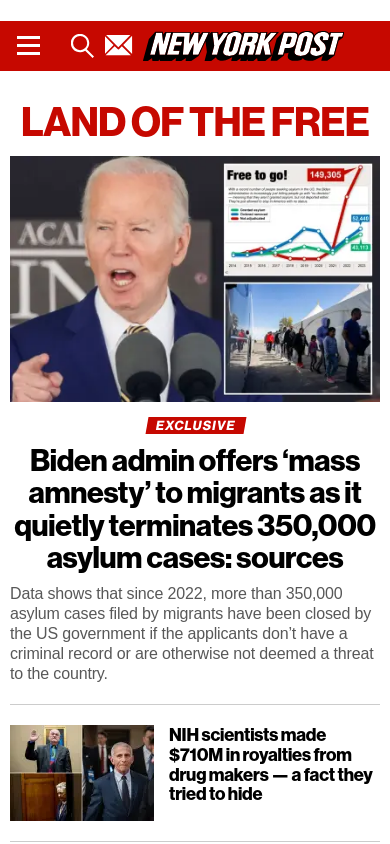 NEW YORK POST
LAND OF THE FREE
ACA
IN
Free to go!
149,305
52,440
43,113
EXCLUSIVE
Biden admin offers ‘mass
amnesty’ to migrants as it
quietly terminates 350,000
asylum cases: sources
Data shows that since 2022, more than 350,000
asylum cases filed by migrants have been closed by
the US government if the applicants don’t have a
criminal record or are otherwise not deemed a threat
to the country.
NIH scientists made
$710M in royalties from
drug makers — a fact they
tried to hide